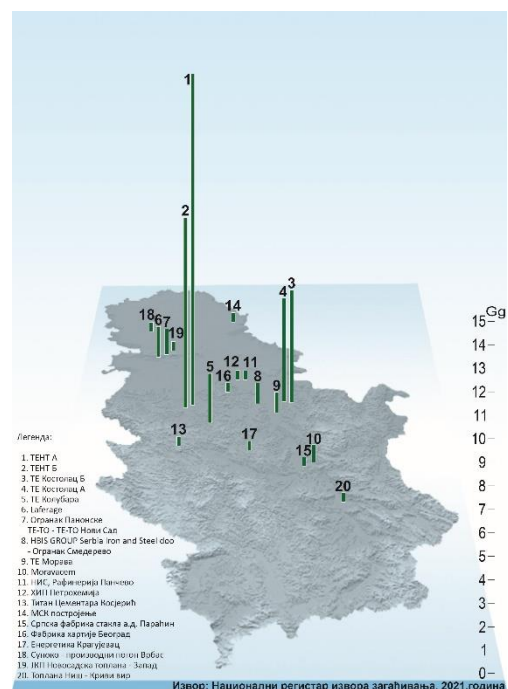 1
2
3
4
14
18
6 7
19
5
12 11
16
8
9
13
17
10
15
20
Gg
15
14
13
12
11
10
9
8
7
6
5
4
3
2
1
0
Легенда:
1. ТЕНТ А
2. ТЕНТ Б
3. ТЕ Костолац Б
4. ТЕ Костолац А
5. ТЕ Колубара
6. Laferage
7. Огранак Панонске
ТЕ-ТО - ТЕ-ТО Нови Сад
8. HBIS GROUP Serbia Iron and Steel doo
- Огранак Смедерево
9. ТЕ Морава
10. Moravacem
11. НИС, Рафинерија Панчево
12. ХИП Петрохемија
13. Титан Цементара Косјерић
14. МСК постројење
15. Српска фабрика стакла а.д. Параћин
16. Фабрика хартије Београд
17. Енергетика Крагујевац
18. Сунокo - производни погон Врбас
19. ЈКП Новосадска топлана - Запад
20. Топлана Ниш - Криви вир
Извор: Национални регистар извора загађивања, 2021.година